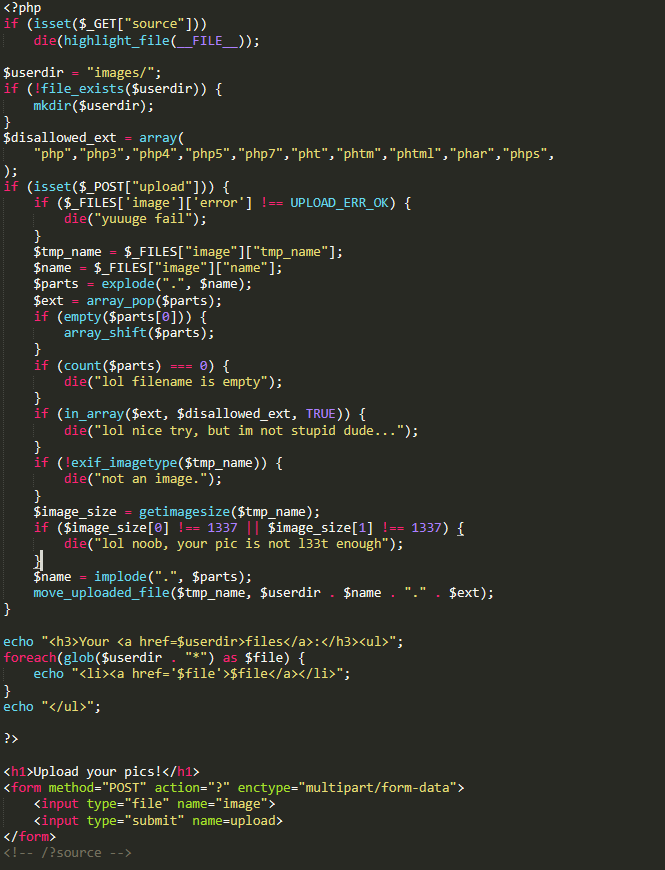 <?php
if (isset($_GET["source"]))
    die(highlight_file(__FILE__));

$userdir = "images/";
if (!file_exists($userdir)) {
    mkdir($userdir);
}
$disallowed_ext = array(
    "php","php3","php4","php5","php7","pht","phtm","phtml","phar","phps",
);
if (isset($_POST["upload"])) {
    if ($_FILES['image']['error'] !== UPLOAD_ERR_OK) {
        die("yuuuge fail");
    }
    $tmp_name = $_FILES["image"]["tmp_name"];
    $name = $_FILES["image"]["name"];
    $parts = explode(".", $name);
    $ext = array_pop($parts);
    if (empty($parts[0])) {
        array_shift($parts);
    }
    if (count($parts) === 0) {
        die("lol filename is empty");
    }
    if (in_array($ext, $disallowed_ext, TRUE)) {
        die("lol nice try, but im not stupid dude...");
    }
    if (!exif_imagetype($tmp_name)) {
        die("not an image.");
    }
    $image_size = getimagesize($tmp_name);
    if ($image_size[0] !== 1337 || $image_size[1] !== 1337) {
        die("lol noob, your pic is not l33t enough");
    }
    $name = implode(".", $parts);
    move_uploaded_file($tmp_name, $userdir . $name . "." . $ext);
}

echo "<h3>Your <a href=$userdir>files</a>:</h3><ul>";
foreach(glob($userdir . "*") as $file) {
    echo "<li><a href='$file'>$file</a></li>";
}
echo "</ul>";

?>

<h1>Upload your pics!</h1>
<form method="POST" action="?" enctype="multipart/form-data">
    <input type="file" name="image">
    <input type="submit" name=upload>
</form>
<!-- /?source -->